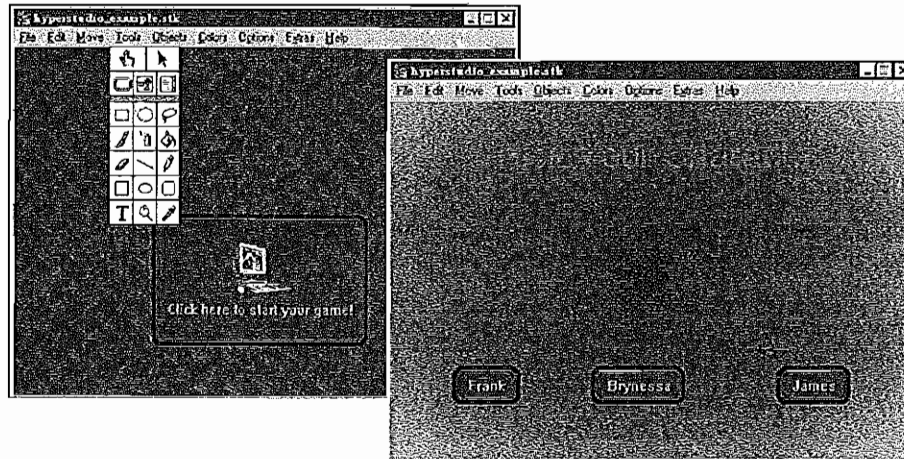 hyperstudio_example.stk
File Edit Move Tools Objects Colors Options Extras Help
T
Click here to start your game!
hyperstudio_example.stk
File Edit Move Tools Objects Colors Options Extras Help
Frank
Brynessa
James